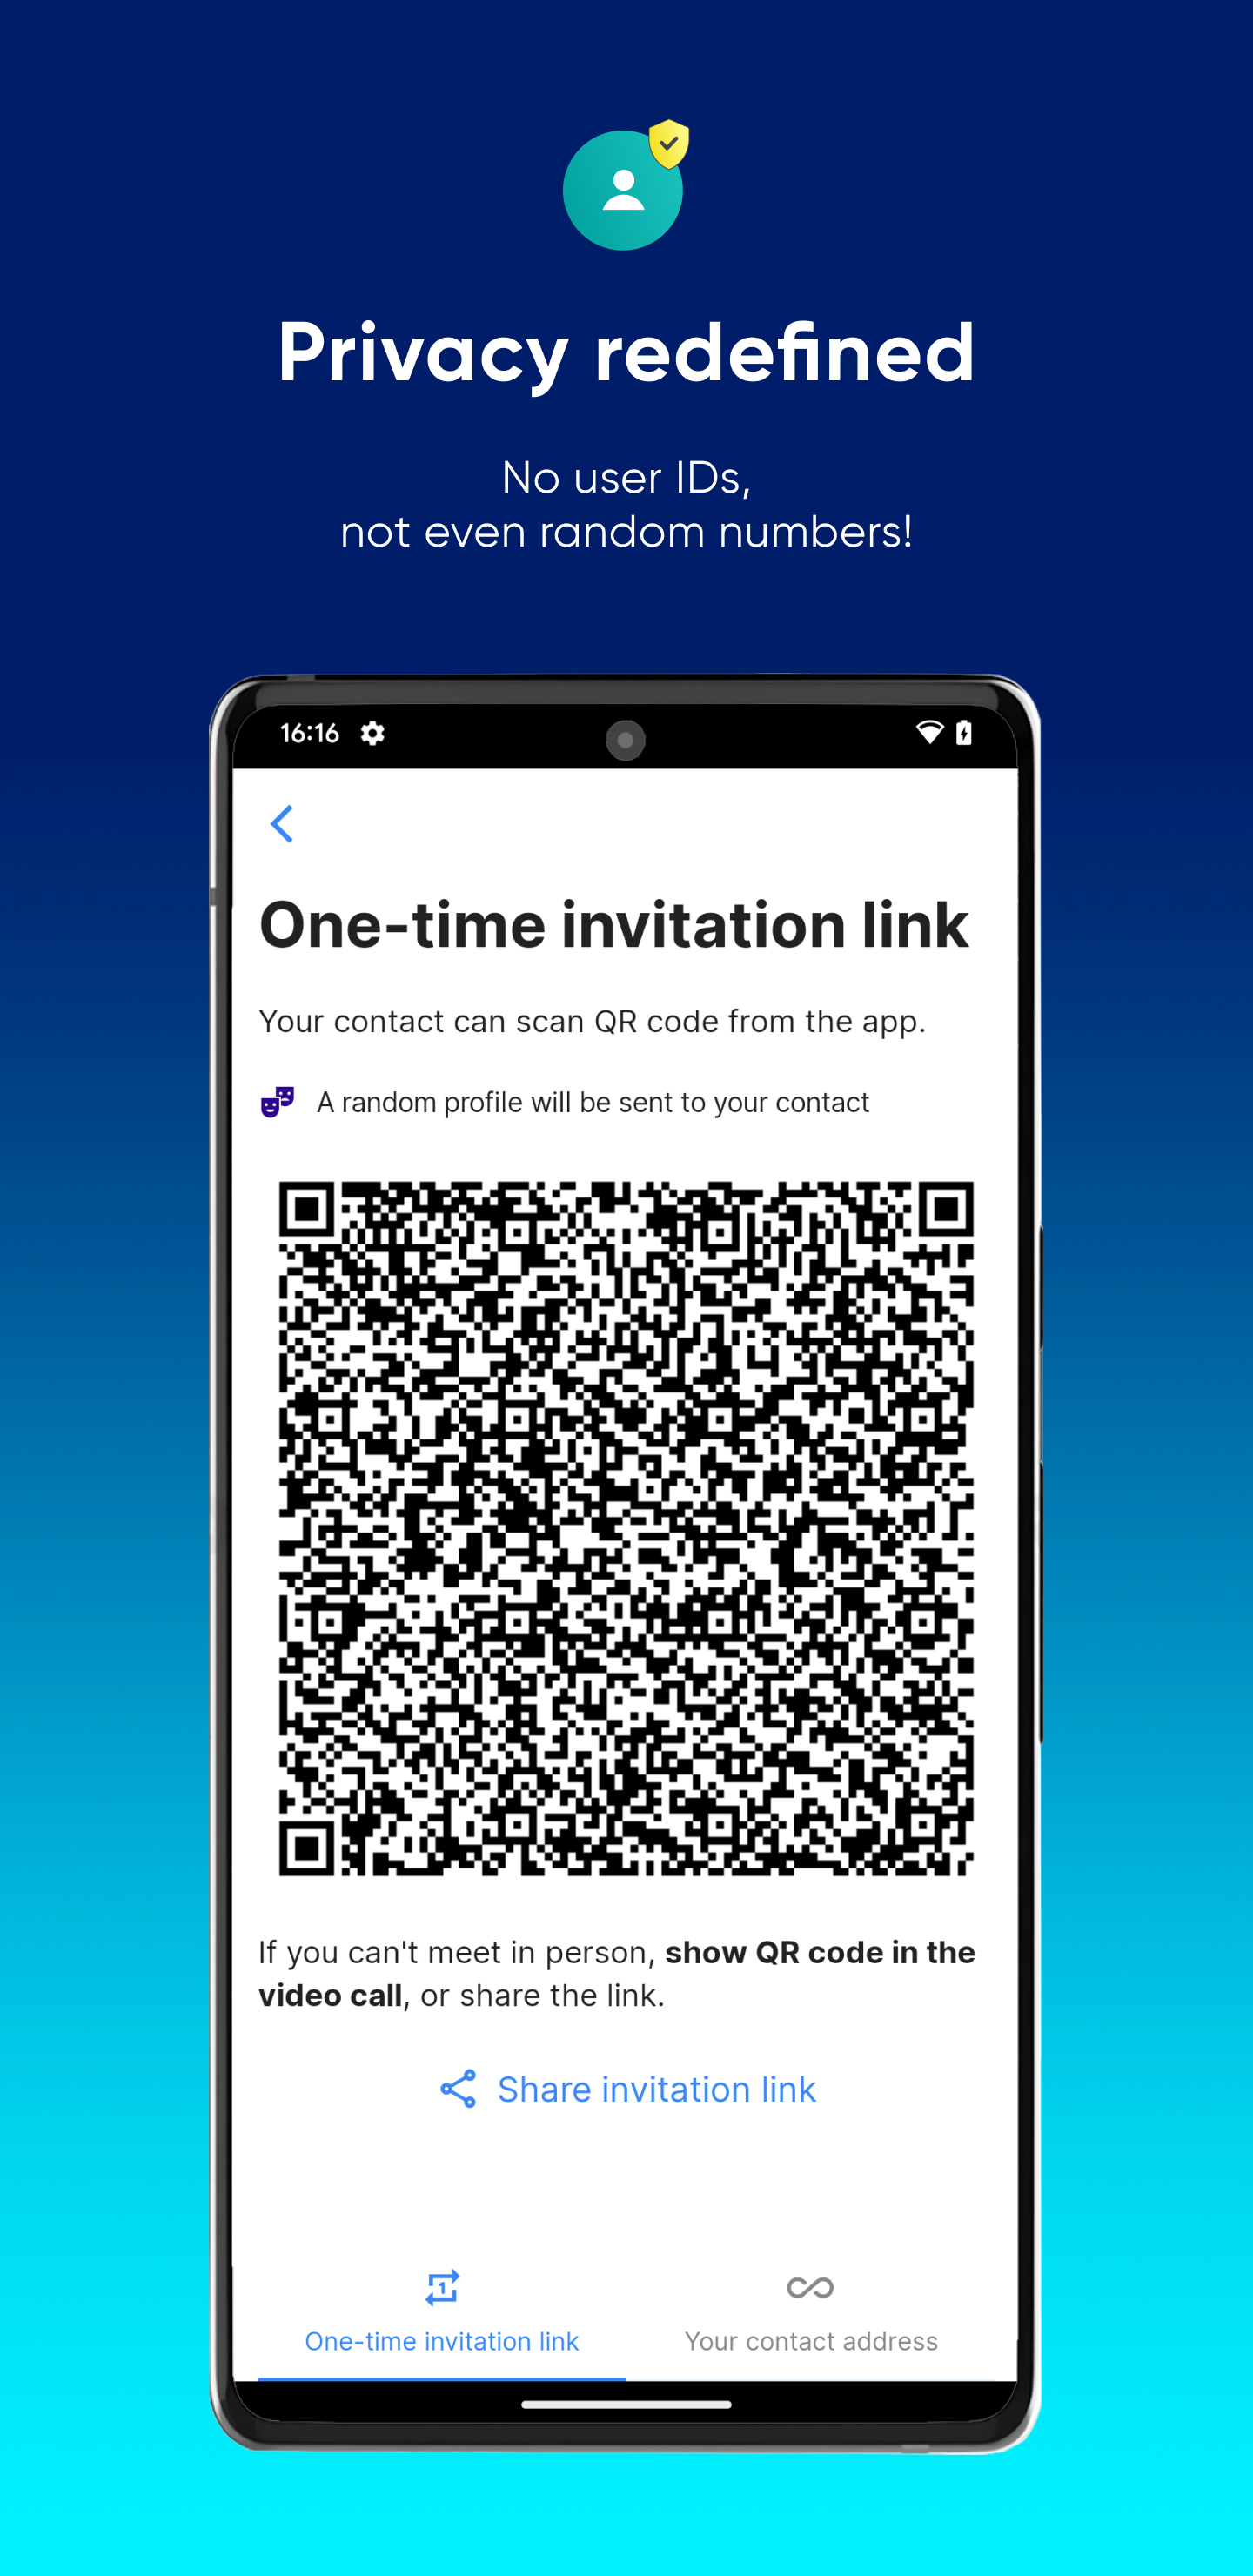 Privacy redefined
No user IDs,
not even random numbers!
16:16
One-time invitation link
Your contact can scan QR code from the app.
A random profile will be sent to your contact
If you can't meet in person, show QR code in the
video call, or share the link.
Share invitation link
1
One-time invitation link
Your contact address